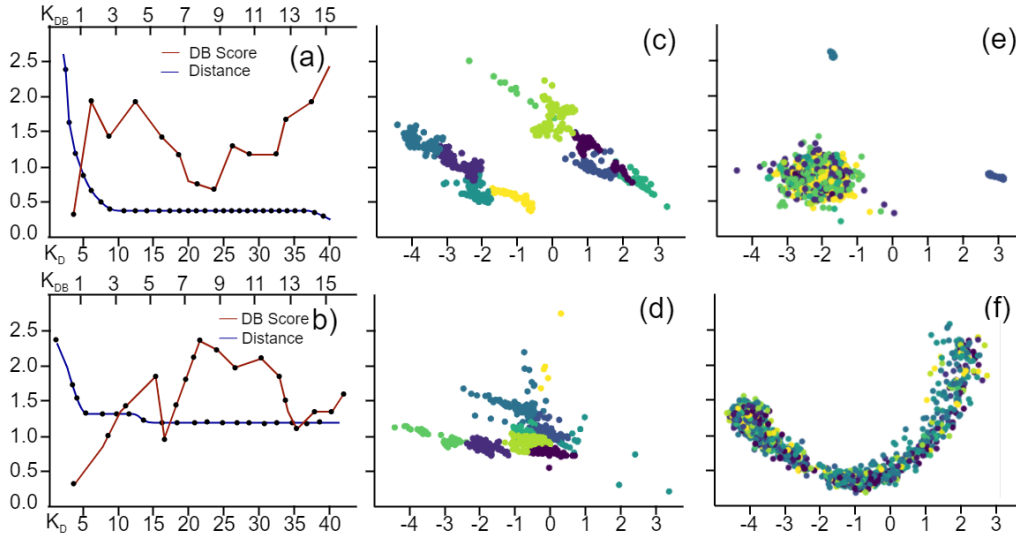 K_DB 1 3 5 7 9 11 13 15
DB Score
Distance
(a)
2.5
2.0
1.5
1.0
0.5
0.0
K_D 5 10 15 20 25 30 35 40
(c)
-4 -3 -2 -1 0 1 2 3
(e)
-4 -3 -2 -1 0 1 2 3
K_DB 1 3 5 7 9 11 13 15
DB Score
Distance
b)
2.5
2.0
1.5
1.0
0.5
0.0
K_D 5 10 15 20 25 30 35 40
(d)
-4 -3 -2 -1 0 1 2 3
(f)
-4 -3 -2 -1 0 1 2 3